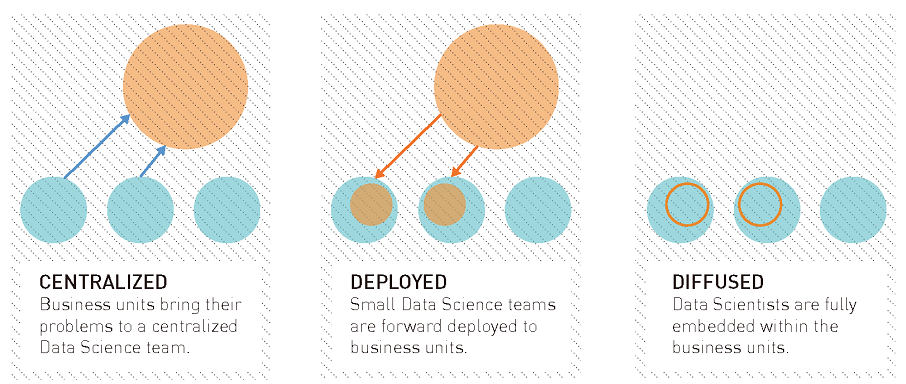 CENTRALIZED
Business units bring their
problems to a centralized
Data Science team.
DEPLOYED
Small Data Science teams
are forward deployed to
business units.
DIFFUSED
Data Scientists are fully
embedded within the
business units.